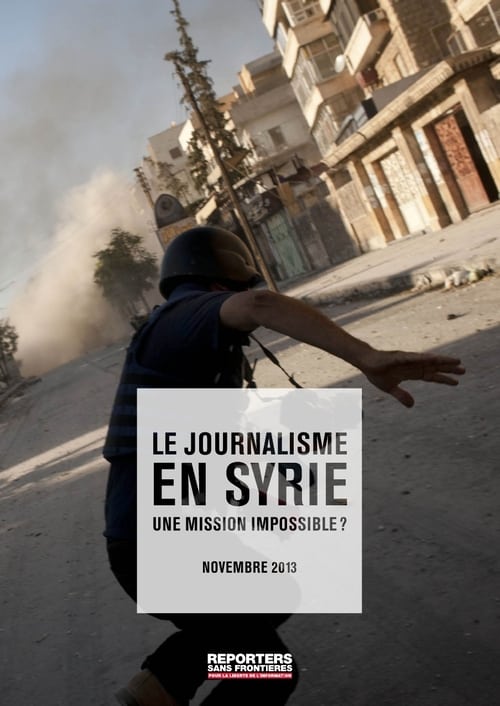 LE JOURNALISME
EN SYRIE
UNE MISSION IMPOSSIBLE ?
NOVEMBRE 2013
REPORTERS
SANS FRONTIERES
POUR LA LIBERTE DE L'INFORMATION